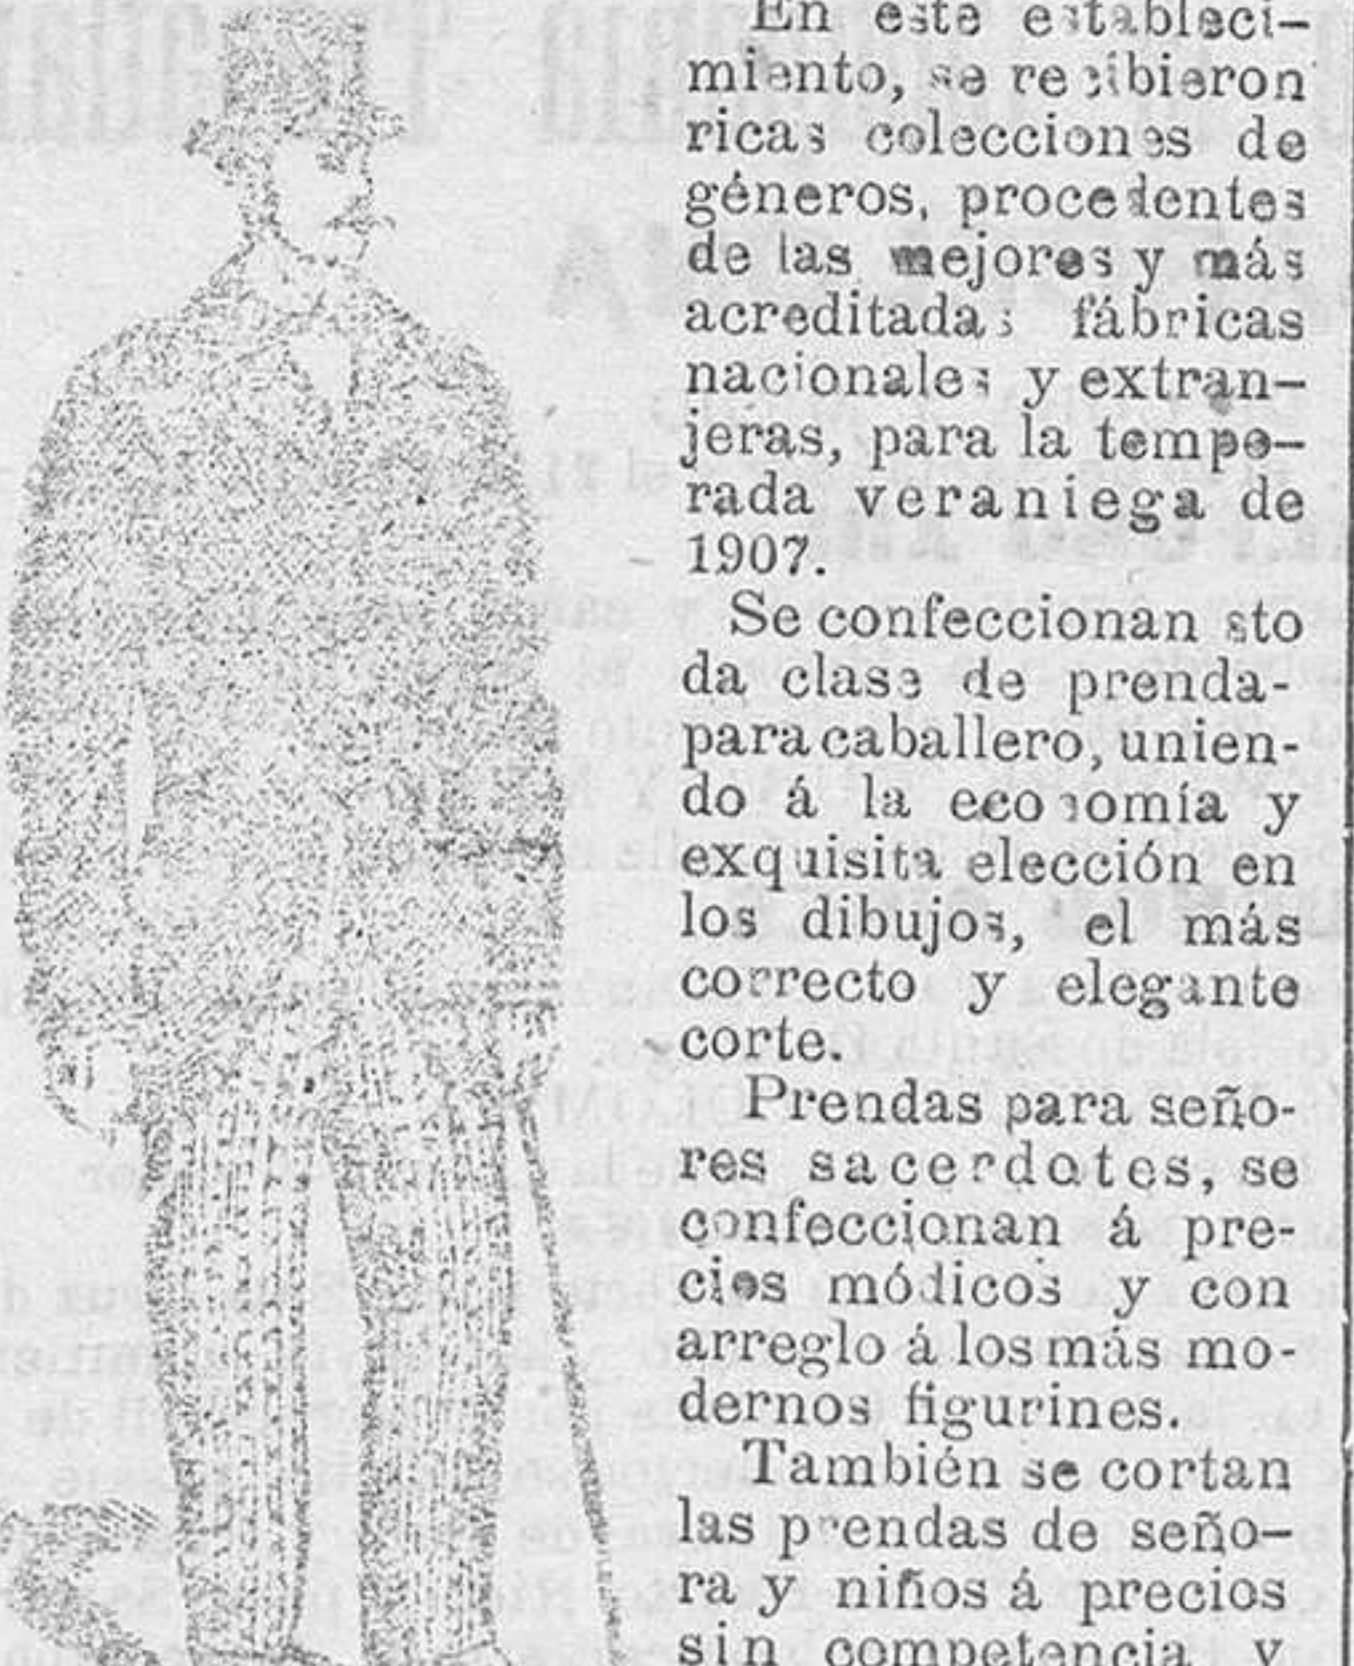 En este estableci-
miento, se recibieron
ricas colecciones de
géneros, procedentes
de las mejores y más
acreditadas fábricas
nacionales y extran-
jeras, para la tempo-
rada veraniega de
1907.
Se confeccionan sto
da clase de prenda-
para caballero, unien-
do á la economía y
exquisita elección en
los dibujos, el más
correcto y elegante
corte.
Prendas para seño-
res sacerdotes, se
confeccionan á pre-
cios módicos y con
arreglo á los más mo-
dernos figurines.
También se cortan
las prendas de seño-
ra y niños á precios
sin competencia y